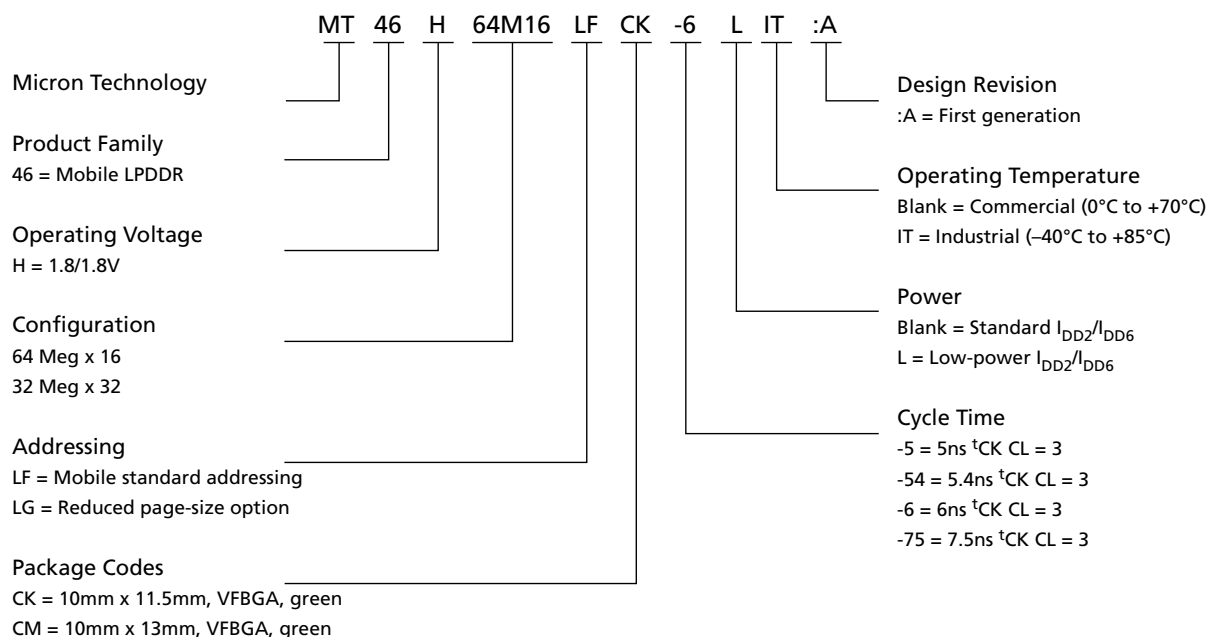 MT 46 H 64M16 LF CK -6 L IT :A
Micron Technology
Product Family
46 = Mobile LPDDR
Operating Voltage
H = 1.8/1.8V
Configuration
64 Meg x 16
32 Meg x 32
Addressing
LF = Mobile standard addressing
LG = Reduced page-size option
Package Codes
CK = 10mm x 11.5mm, VFBGA, green
CM = 10mm x 13mm, VFBGA, green
Design Revision
:A = First generation
Operating Temperature
Blank = Commercial (0°C to +70°C)
IT = Industrial (–40°C to +85°C)
Power
Blank = Standard IDD2/IDD6
L = Low-power IDD2/IDD6
Cycle Time
-5 = 5ns tCK CL = 3
-54 = 5.4ns tCK CL = 3
-6 = 6ns tCK CL = 3
-75 = 7.5ns tCK CL = 3